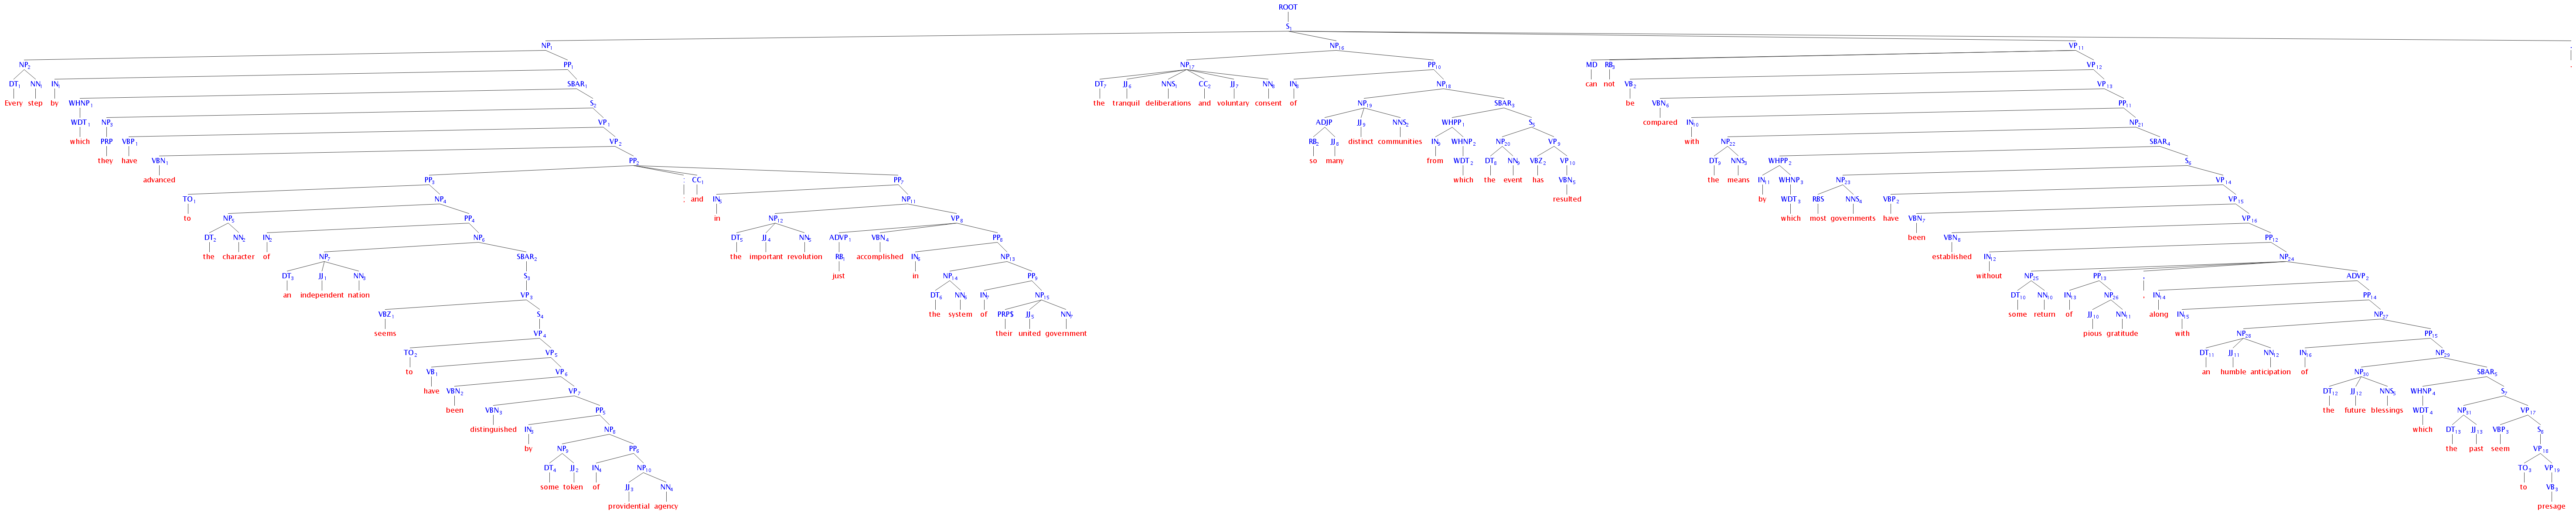 ROOT
S₁
NP₁ NP₁₆ VP₁₁
NP₂ PP₁ NP₁₇ PP₁₀ MD RB₃ VP₁₂
DT₁ NN₁ IN₁ SBAR₁ DT₇ JJ₆ NNS₁ CC₂ JJ₇ NN₈ IN₈ NP₁₈ can not VB₂ VP₁₃
Every step by WHNP₁ S₂ the tranquil deliberations and voluntary consent of NP₁₉ SBAR₃ be VBN₆ PP₁₁
WDT₁ NP₃ VP₁ ADJP JJ₉ NNS₂ WHPP₁ S₅ compared IN₁₀ NP₂₁
which PRP VBP₁ VP₂ RB₂ JJ₈ distinct communities IN₉ WHNP₂ NP₂₀ VP₉ with NP₂₂ SBAR₄
they have VBN₁ PP₂ so many from WDT₂ DT₈ NN₉ VBZ₂ VP₁₀ DT₉ NNS₃ WHPP₂ S₆
advanced PP₃ : CC₁ PP₇ which the event has VBN₅ the means IN₁₁ WHNP₃ NP₂₃ VP₁₄
TO₁ NP₄ ; and IN₅ NP₁₁ resulted by WDT₃ RBS NNS₄ VBP₂ VP₁₅
to NP₅ PP₄ in NP₁₂ VP₈ which most governments have VBN₇ VP₁₆
DT₂ NN₂ IN₂ NP₆ DT₅ JJ₄ NN₅ ADVP₁ VBN₄ PP₈ been VBN₈ PP₁₂
the character of NP₇ SBAR₂ the important revolution RB₁ accomplished IN₆ NP₁₃ established IN₁₂ NP₂₄
DT₃ JJ₁ NN₃ S₃ just in NP₁₄ PP₉ without NP₂₅ PP₁₃ , ADVP₂
an independent nation VP₃ DT₆ NN₆ IN₇ NP₁₅ DT₁₀ NN₁₀ IN₁₃ NP₂₆ , IN₁₄ PP₁₄
VBZ₁ S₄ the system of PRP$ JJ₅ NN₇ some return of JJ₁₀ NN₁₁ along IN₁₅ NP₂₇
seems VP₄ their united government pious gratitude with NP₂₈ PP₁₅
TO₂ VP₅ DT₁₁ JJ₁₁ NN₁₂ IN₁₆ NP₂₉
to VB₁ VP₆ an humble anticipation of NP₃₀ SBAR₅
have VBN₂ VP₇ DT₁₂ JJ₁₂ NNS₅ WHNP₄ S₇
been VBN₃ PP₅ the future blessings WDT₄ NP₃₁ VP₁₇
distinguished IN₃ NP₈ which DT₁₃ JJ₁₃ VBP₃ S₈
by NP₉ PP₆ the past seem VP₁₈
DT₄ JJ₂ IN₄ NP₁₀ TO₃ VP₁₉
some token of JJ₃ NN₄ to VB₃
providential agency presage